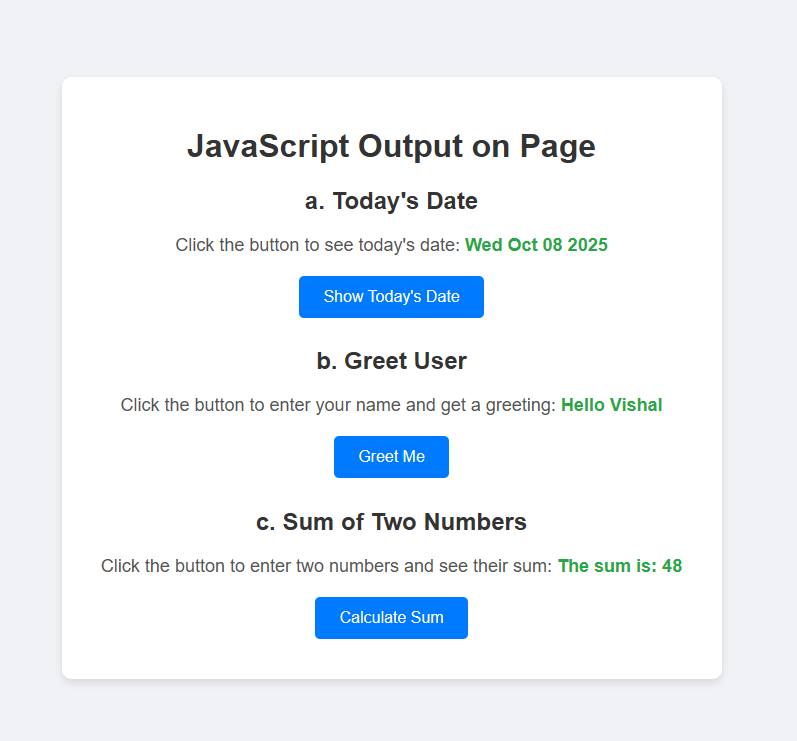 JavaScript Output on Page
a. Today's Date
Click the button to see today's date: Wed Oct 08 2025
Show Today's Date
b. Greet User
Click the button to enter your name and get a greeting: Hello Vishal
Greet Me
c. Sum of Two Numbers
Click the button to enter two numbers and see their sum: The sum is: 48
Calculate Sum